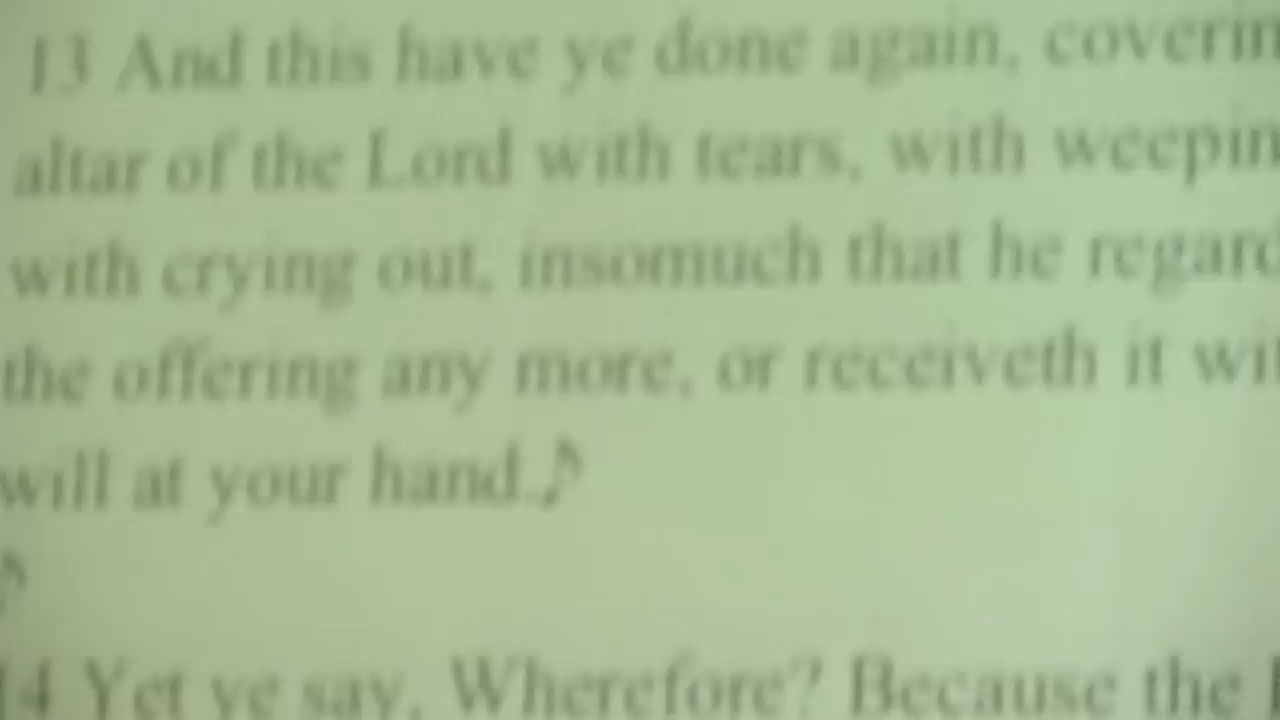 13 And this have ye done again, coverin
altar of the Lord with tears, with weepin
with crying out, insomuch that he regard
the offering any more, or receiveth it wit
will at your hand.♪
♪
14 Yet ye say, Wherefore? Because the